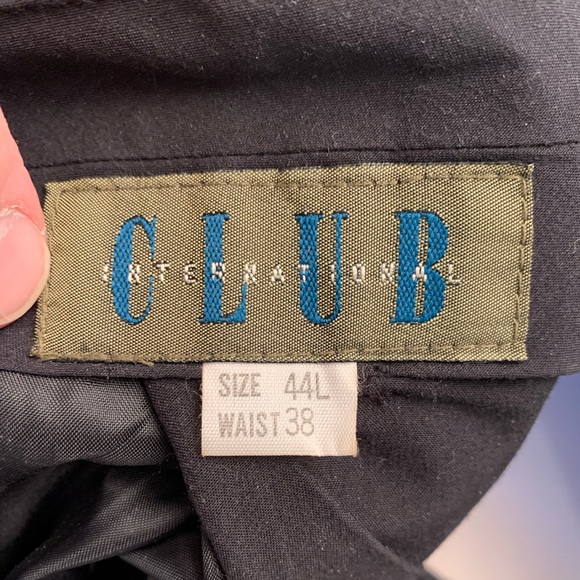 CLUB
INTERNATIONAL
SIZE 44L
WAIST 38